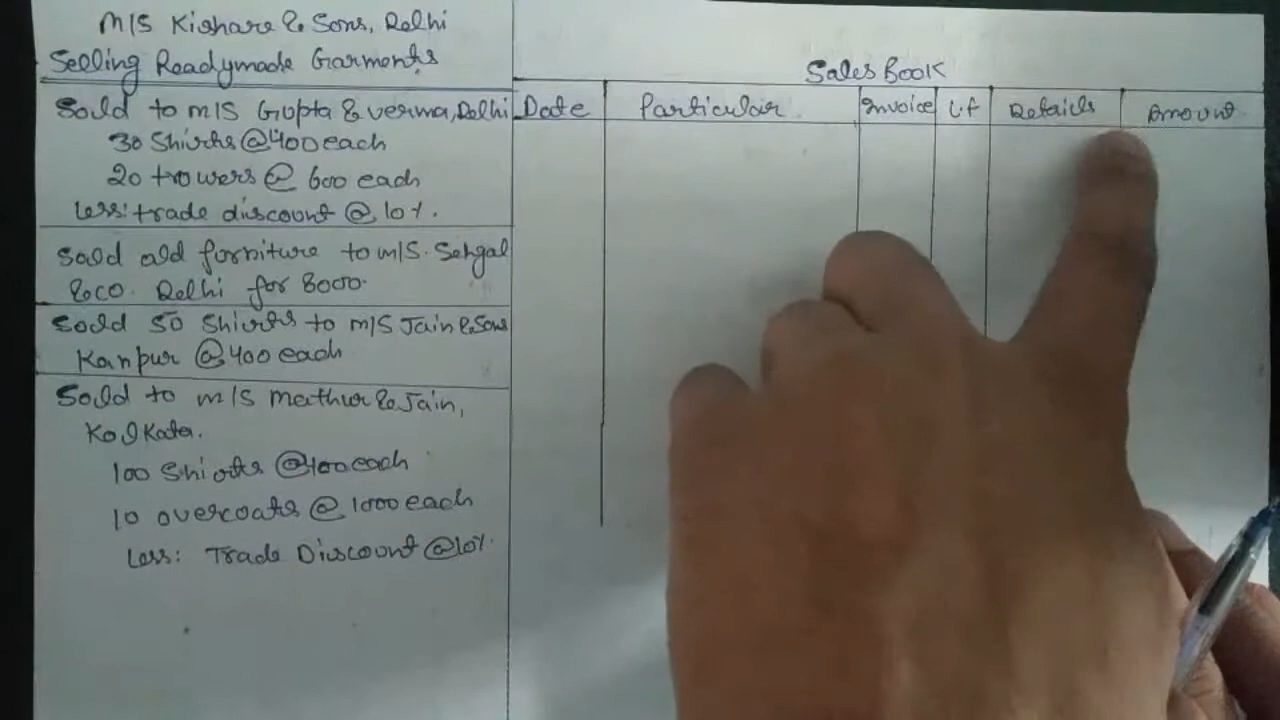 M/S Kishore & Sons, Delhi
Selling Readymade Garments
Sold to M/S Gupta & Verma, Delhi
30 Shirts @ 400 each
20 trowers @ 600 each
Less: trade discount @ 10%.
Sold old forniture to M/S. Sehgal
& CO. Delhi for 8000.
Sold 50 Shirts to M/S Jain & Sons
Kanpur @ 400 each
Sold to M/S Mathur & Jain,
Kolkata.
100 Shirts @ 400 each
10 overcoats @ 1000 each
Less: Trade Discount @ 10%.
Sales Book
Date Particular Invoice L.f Details Amount